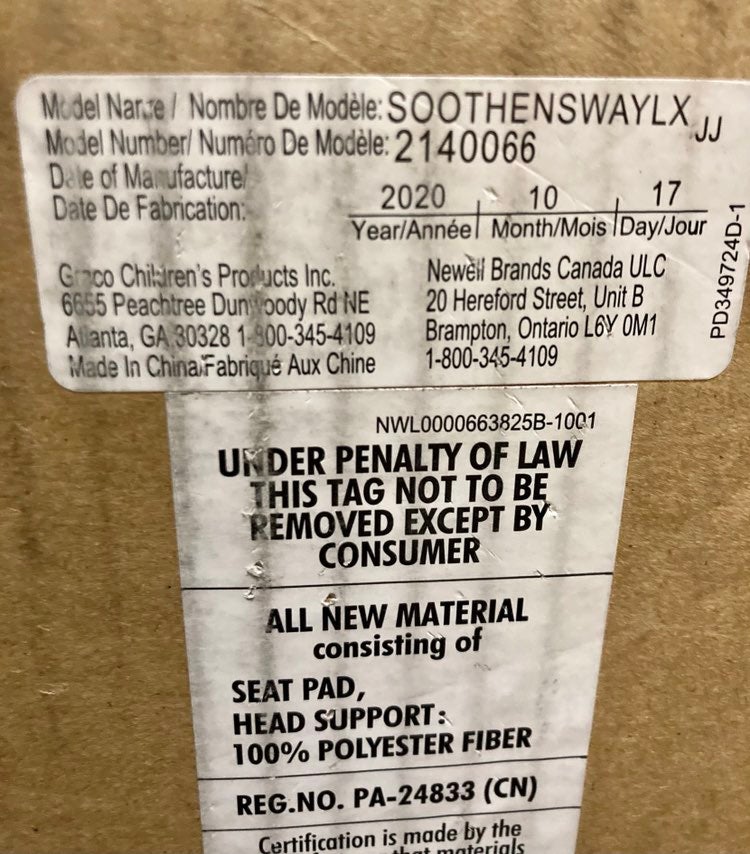 Model Name / Nombre De Modèle: SOOTHENSWAYLX JJ
Model Number/ Numéro De Modèle: 2140066
Date of Manufacture/
Date De Fabrication:
2020 10 17
Year/Année Month/Mois Day/Jour
Graco Children's Products Inc.
6655 Peachtree Dunwoody Rd NE
Atlanta, GA 30328 1-800-345-4109
Made In China/Fabriqué Aux Chine
Newell Brands Canada ULC
20 Hereford Street, Unit B
Brampton, Ontario L6Y 0M1
1-800-345-4109
PD349724D-1
NWL0000663825B-1001
UNDER PENALTY OF LAW
THIS TAG NOT TO BE
REMOVED EXCEPT BY
CONSUMER
ALL NEW MATERIAL
consisting of
SEAT PAD,
HEAD SUPPORT:
100% POLYESTER FIBER
REG.NO. PA-24833 (CN)
Certification is made by the
that materials